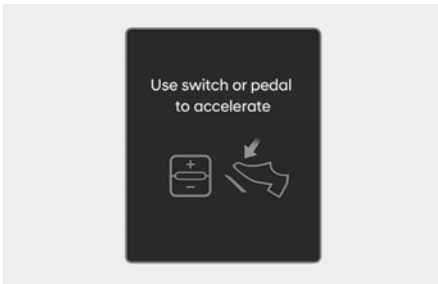 Use switch or pedal
to accelerate
+
−